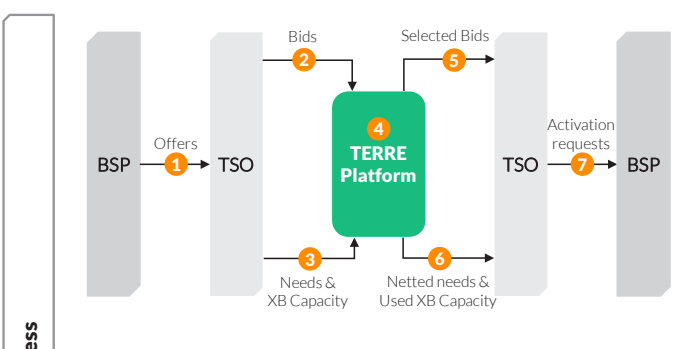 Bids
Selected Bids
2
5
4
Activation
Offers
requests
BSP
1
TSO
TERRE
Platform
TSO
7
BSP
3
6
Needs &
XB Capacity
Netted needs &
Used XB Capacity
ess